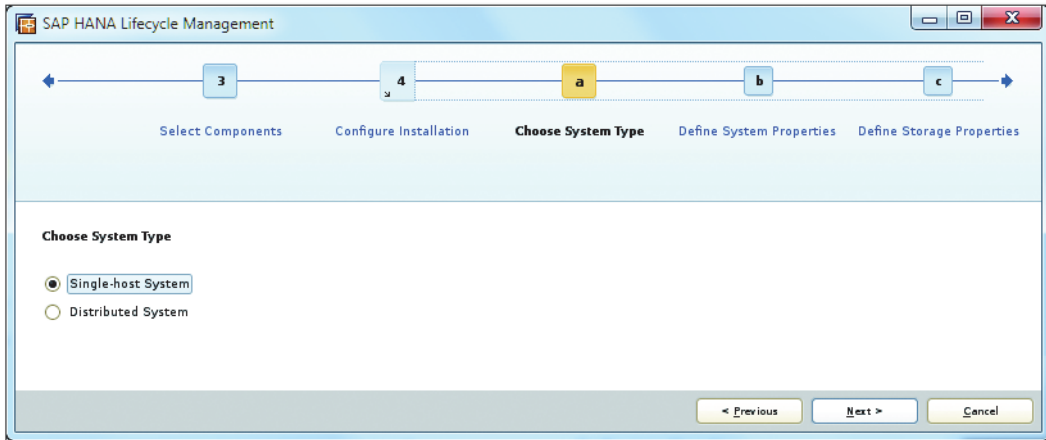 SAP HANA Lifecycle Management
3 4 a b c
Select Components Configure Installation Choose System Type Define System Properties Define Storage Properties
Choose System Type
Single-host System
Distributed System
< Previous Next > Cancel